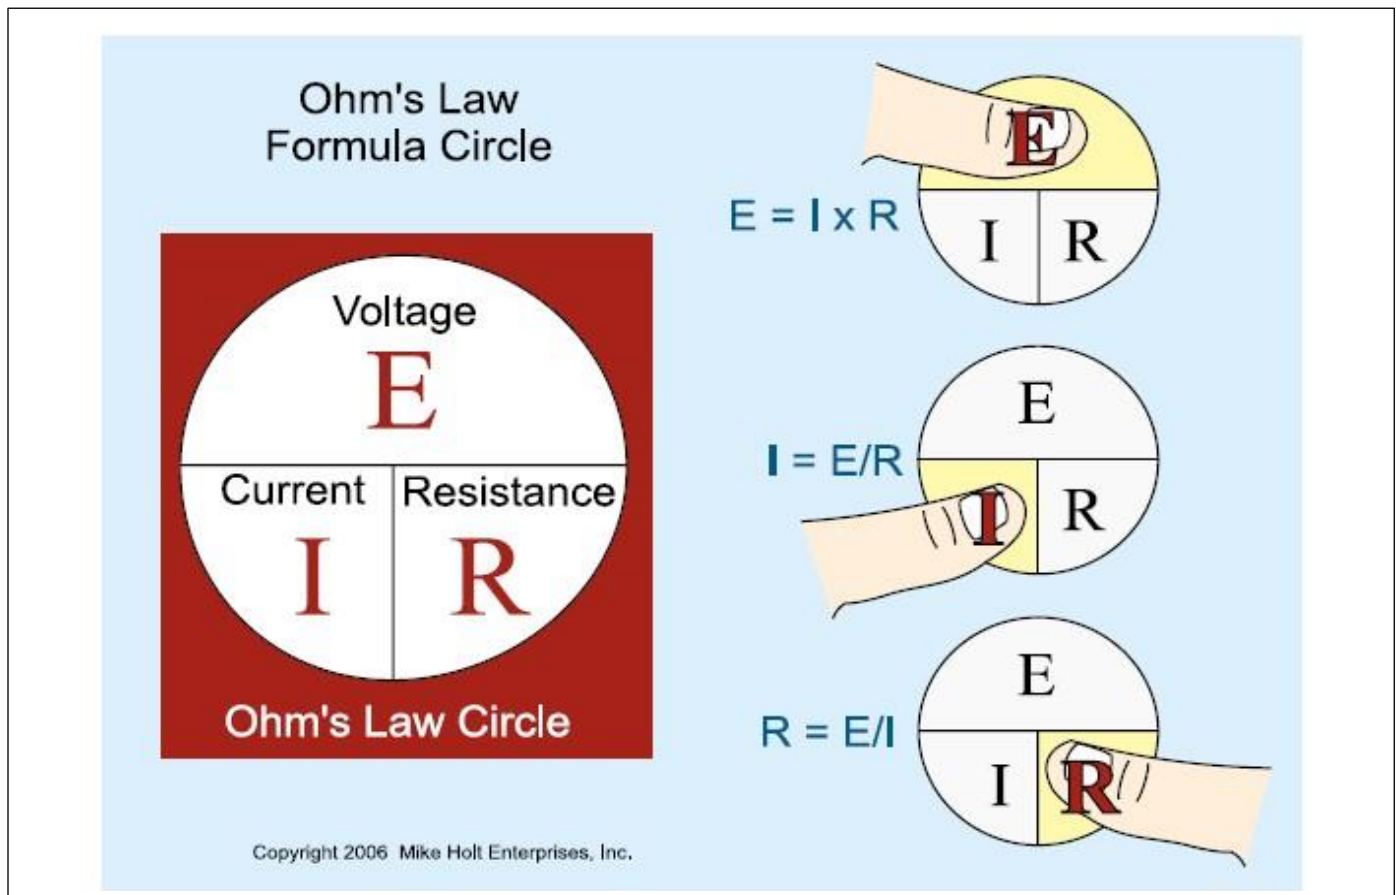 Ohm's Law
Formula Circle
Voltage
E
Current
Resistance
I
R
Ohm's Law Circle
Copyright 2006 Mike Holt Enterprises, Inc.
E
E = I x R
I
R
E
I = E/R
I
R
E
R = E/I
I
R